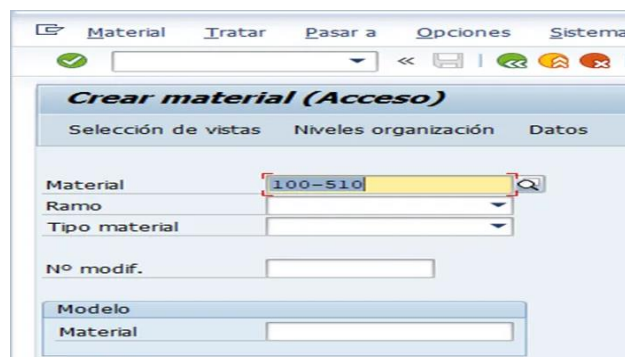 Material Tratar Pasar a Opciones Sistema
Crear material (Acceso)
Selección de vistas Niveles organización Datos
Material 100-510
Ramo
Tipo material
Nº modif.
Modelo
Material